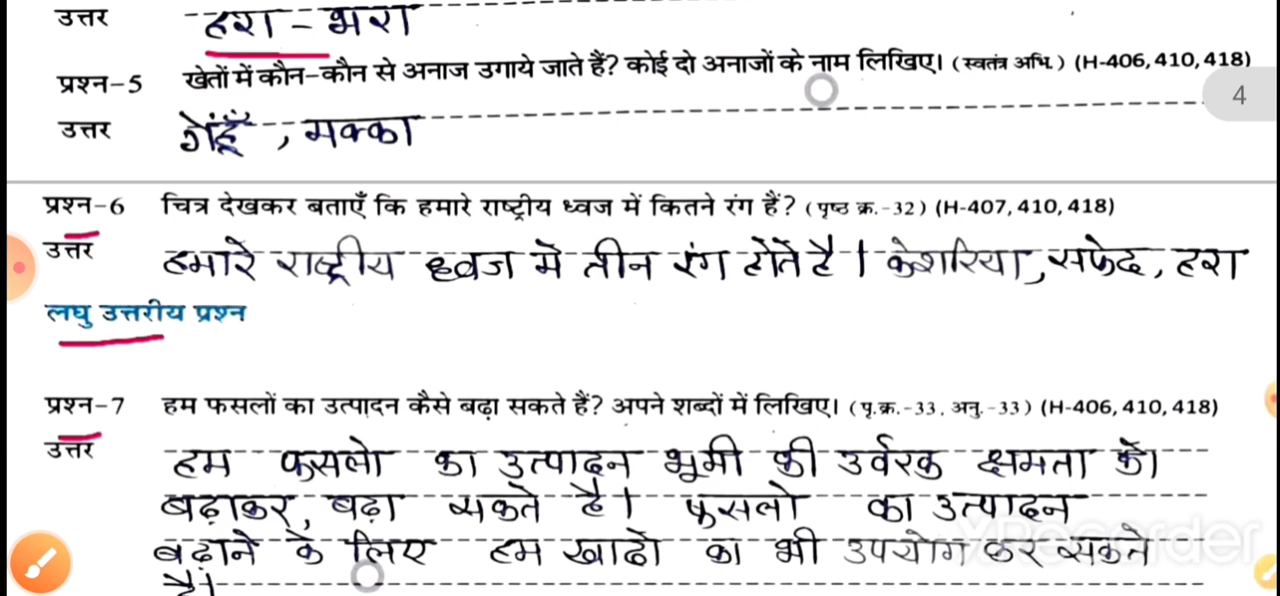 उत्तर हरा - भरा
प्रश्न-5 खेतों में कौन-कौन से अनाज उगाये जाते हैं? कोई दो अनाजों के नाम लिखिए। (स्वतंत्र अभि.) (H-406, 410, 418)
4
उत्तर गेहूँ, मक्का
प्रश्न-6 चित्र देखकर बताएँ कि हमारे राष्ट्रीय ध्वज में कितने रंग हैं? (पृष्ठ क्र.-32) (H-407, 410, 418)
उत्तर हमारे राष्ट्रीय ध्वज मे तीन रंग होते है। केशरिया, सफेद, हरा
लघु उत्तरीय प्रश्न
प्रश्न-7 हम फसलों का उत्पादन कैसे बढ़ा सकते हैं? अपने शब्दों में लिखिए। (पृ.क्र.-33, अनु.-33) (H-406, 410, 418)
उत्तर हम फसलो का उत्पादन भूमी की उर्वरक क्षमता को
बढ़ाकर, बढ़ा सकते है। फसलो का उत्पादन
XRecorder
बढ़ाने के लिए हम खादो का भी उपयोग कर सकते
है।